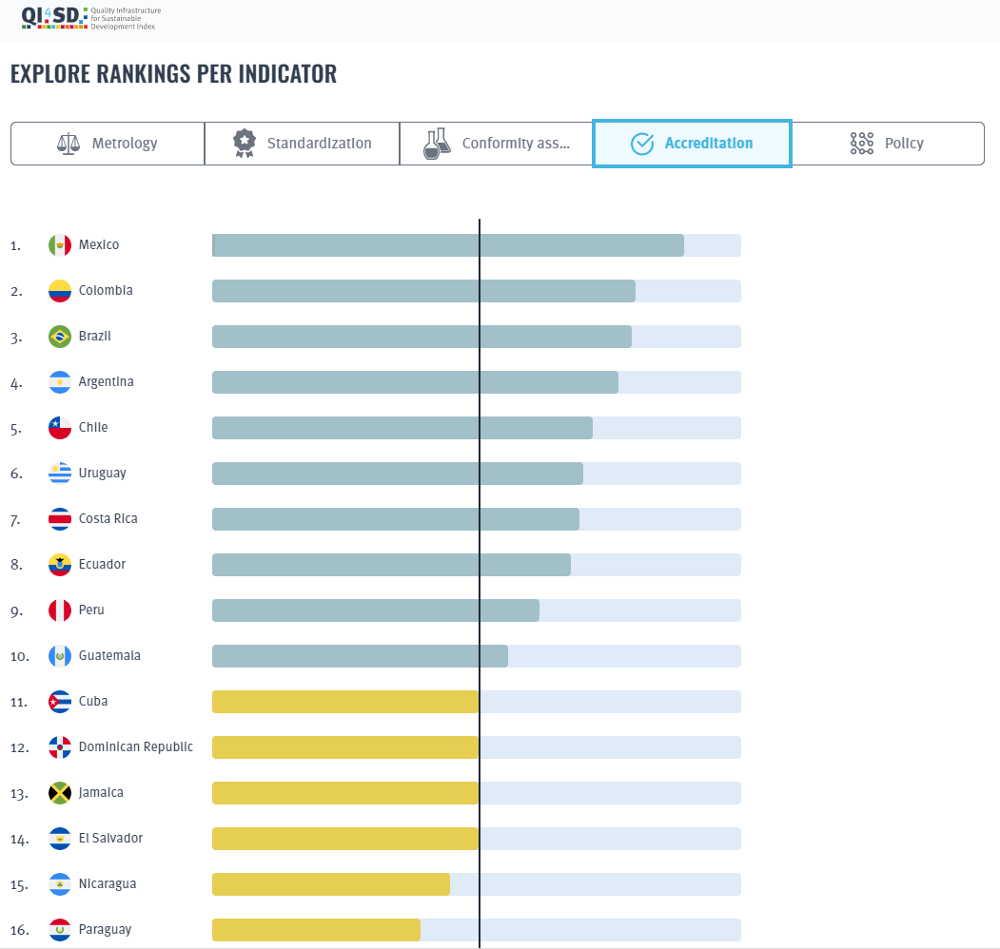 QI4SD
Quality Infrastructure
for Sustainable
Development Index
EXPLORE RANKINGS PER INDICATOR
Metrology
Standardization
Conformity ass...
Accreditation
Policy
1. Mexico
2. Colombia
3. Brazil
4. Argentina
5. Chile
6. Uruguay
7. Costa Rica
8. Ecuador
9. Peru
10. Guatemala
11. Cuba
12. Dominican Republic
13. Jamaica
14. El Salvador
15. Nicaragua
16. Paraguay